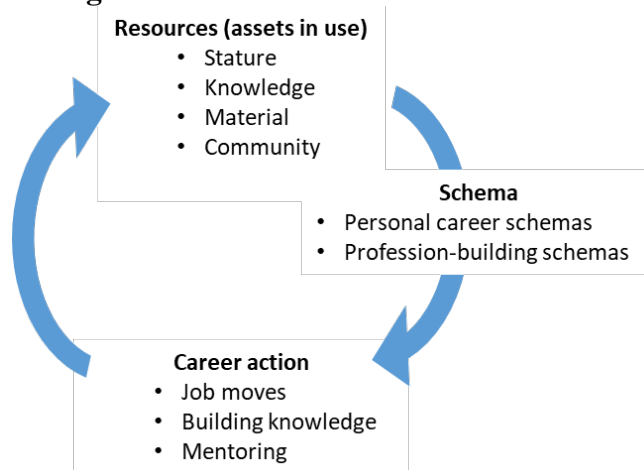 Resources (assets in use)
• Stature
• Knowledge
• Material
• Community
Schema
• Personal career schemas
• Profession-building schemas
Career action
• Job moves
• Building knowledge
• Mentoring